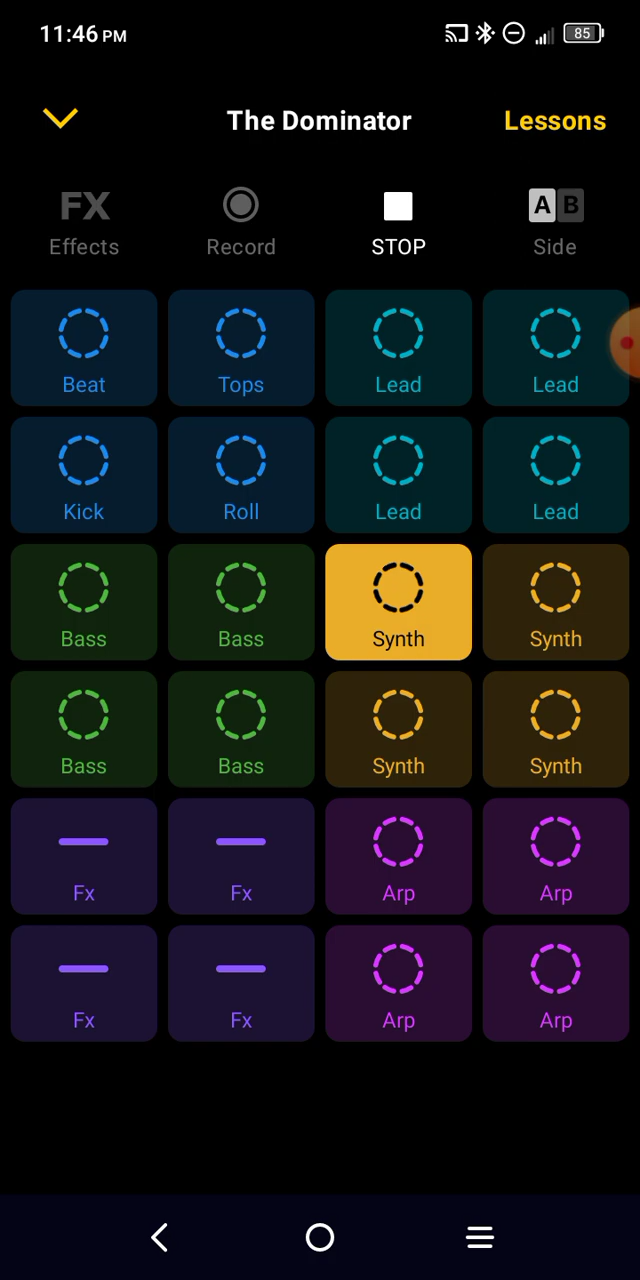 11:46 PM 85
The Dominator Lessons
FX A B
Effects Record STOP Side
Beat Tops Lead Lead
Kick Roll Lead Lead
Bass Bass Synth Synth
Bass Bass Synth Synth
Fx Fx Arp Arp
Fx Fx Arp Arp